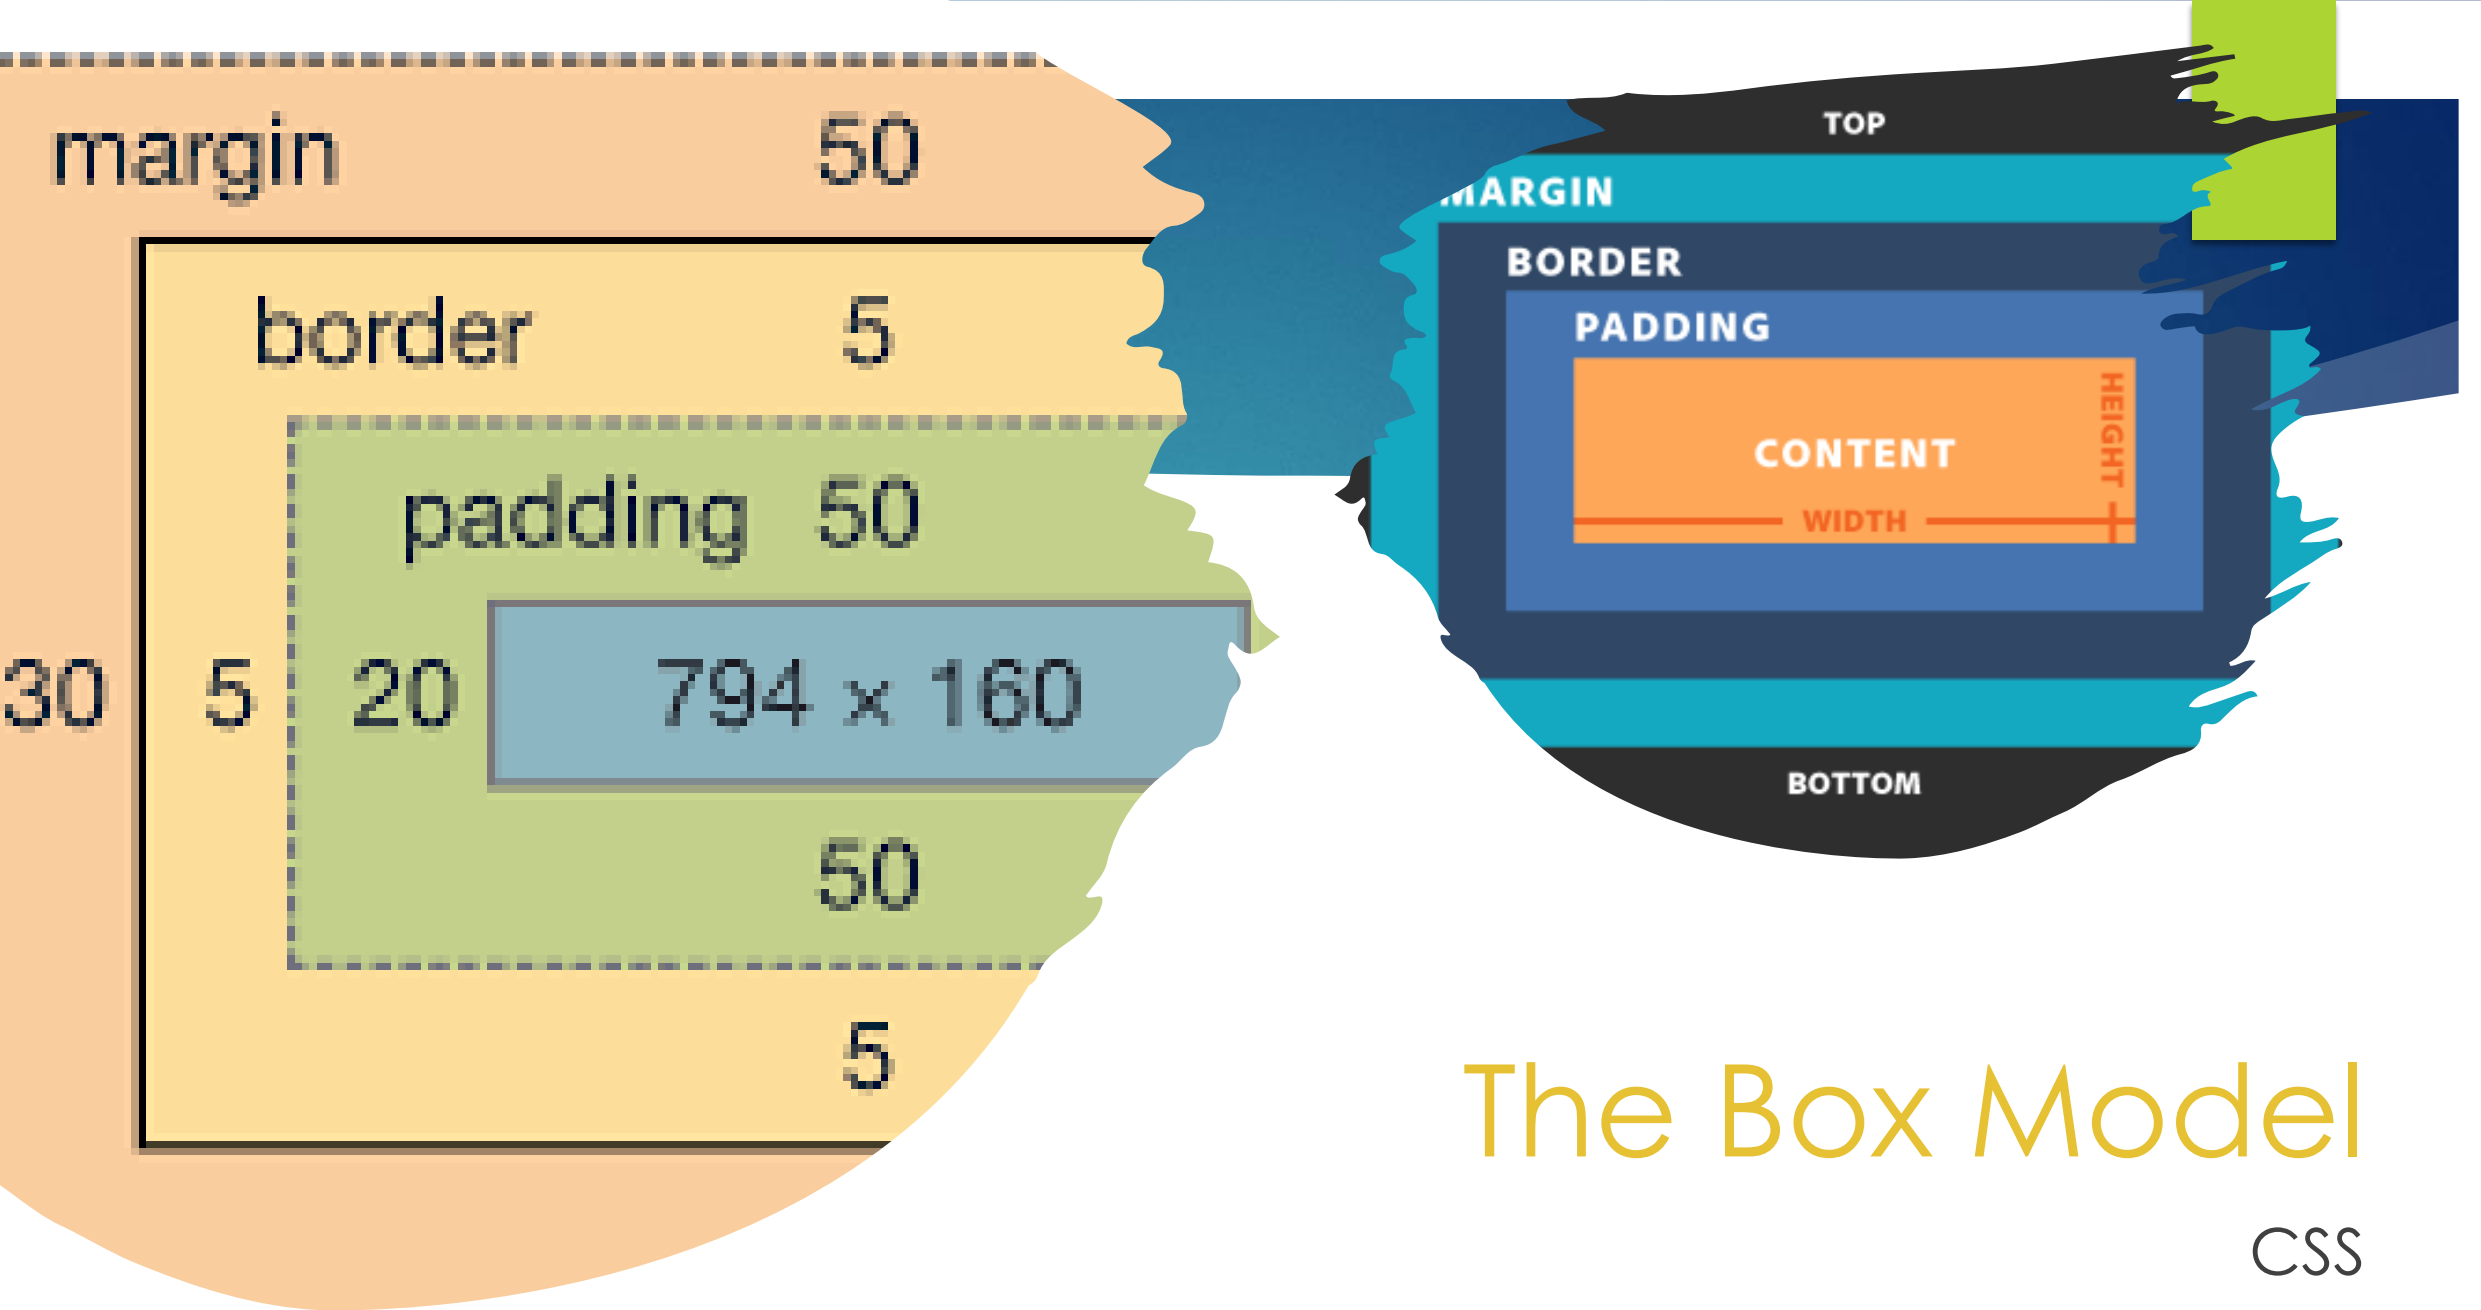 margin 50
border 5
padding 50
30 5 20 794 × 160
50
5
TOP
MARGIN
BORDER
PADDING
HEIGHT
CONTENT
WIDTH
BOTTOM
The Box Model
CSS